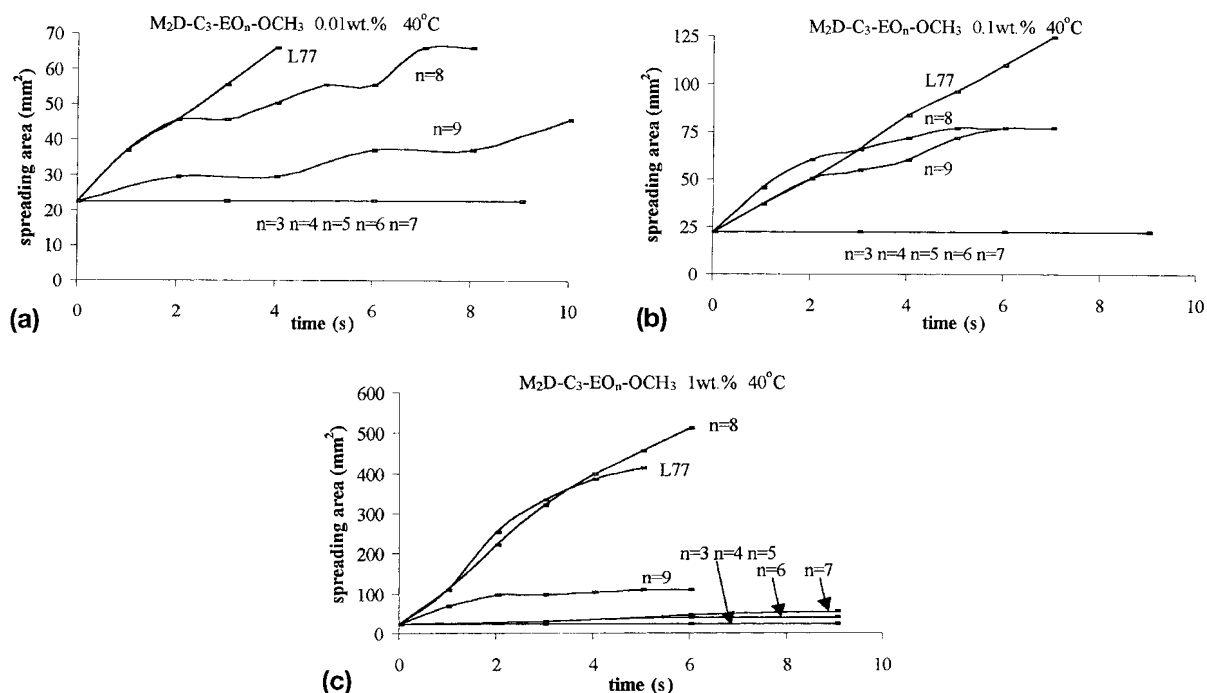 M₂D-C₃-EOₙ-OCH₃ 0.01wt.% 40°C
spreading area (mm²)
70
60
50
40
30
20
10
0
L77
n=8
n=9
n=3 n=4 n=5 n=6 n=7
0 2 4 6 8 10
time (s)
(a)
M₂D-C₃-EOₙ-OCH₃ 0.1wt.% 40°C
spreading area (mm²)
125
100
75
50
25
0
L77
n=8
n=9
n=3 n=4 n=5 n=6 n=7
0 2 4 6 8 10
time (s)
(b)
M₂D-C₃-EOₙ-OCH₃ 1wt.% 40°C
spreading area (mm²)
600
500
400
300
200
100
0
n=8
L77
n=9
n=3 n=4 n=5
n=6
n=7
0 2 4 6 8 10
time (s)
(c)